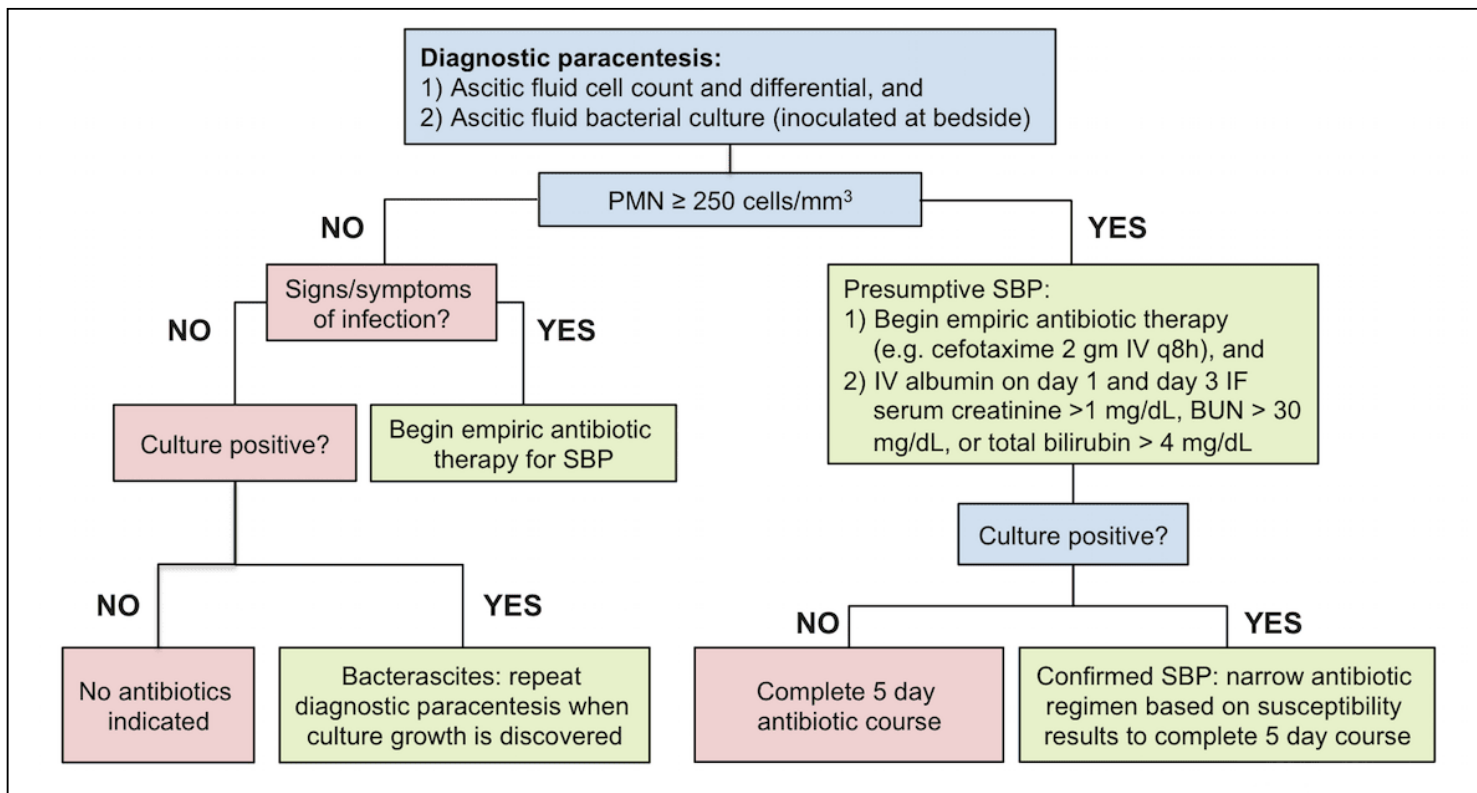 Diagnostic paracentesis:
1) Ascitic fluid cell count and differential, and
2) Ascitic fluid bacterial culture (inoculated at bedside)
PMN ≥ 250 cells/mm³
NO
YES
Signs/symptoms
of infection?
NO
YES
Presumptive SBP:
1) Begin empiric antibiotic therapy
(e.g. cefotaxime 2 gm IV q8h), and
2) IV albumin on day 1 and day 3 IF
serum creatinine >1 mg/dL, BUN > 30
mg/dL, or total bilirubin > 4 mg/dL
Culture positive?
Begin empiric antibiotic
therapy for SBP
Culture positive?
NO
YES
NO
YES
No antibiotics
indicated
Bacterascites: repeat
diagnostic paracentesis when
culture growth is discovered
Complete 5 day
antibiotic course
Confirmed SBP: narrow antibiotic
regimen based on susceptibility
results to complete 5 day course